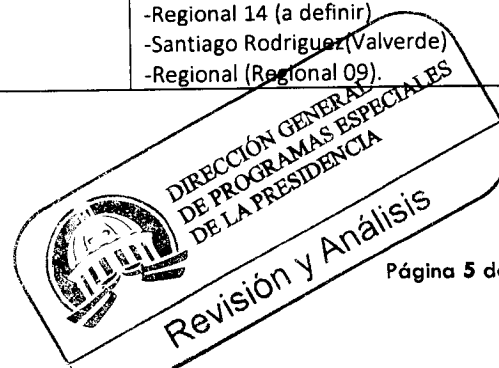 -Regional 14 (a definir)
-Santiago Rodriguez(Valverde)
-Regional (Regional 09).
DIRECCIÓN GENERAL
DE PROGRAMAS ESPECIALES
DE LA PRESIDENCIA
Revisión y Análisis
Página 5 de